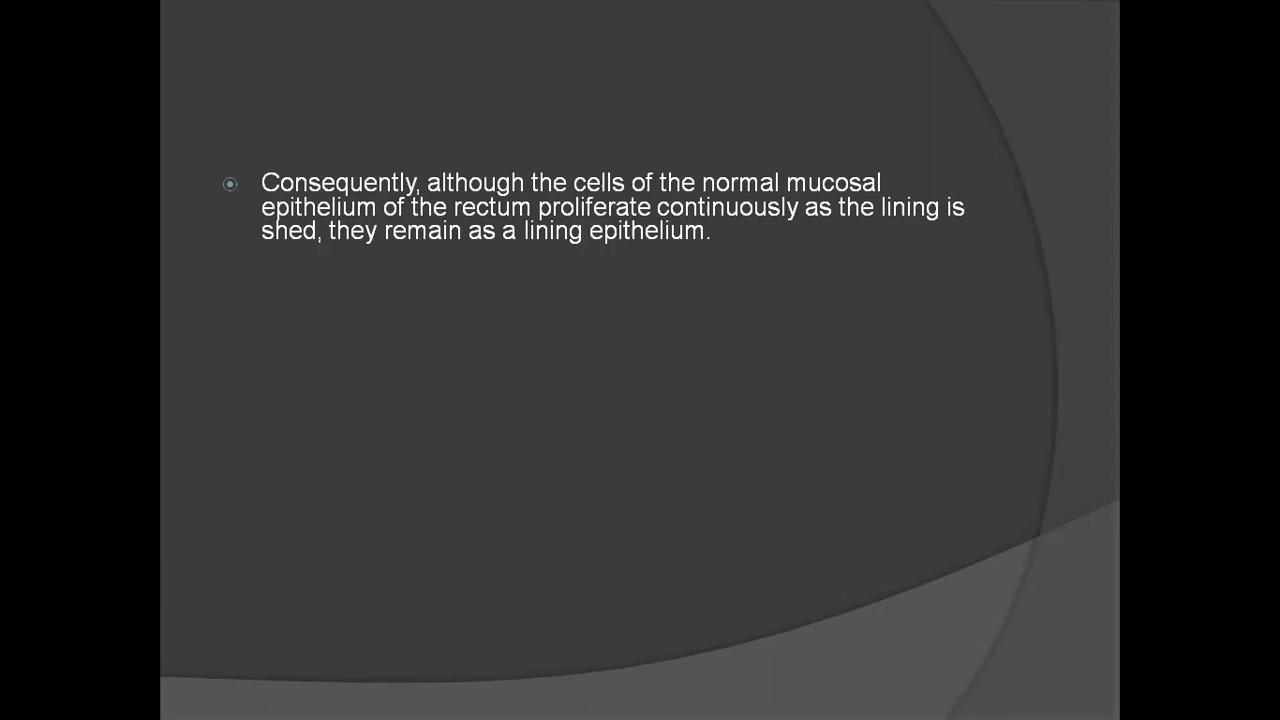 Consequently, although the cells of the normal mucosal
epithelium of the rectum proliferate continuously as the lining is
shed, they remain as a lining epithelium.